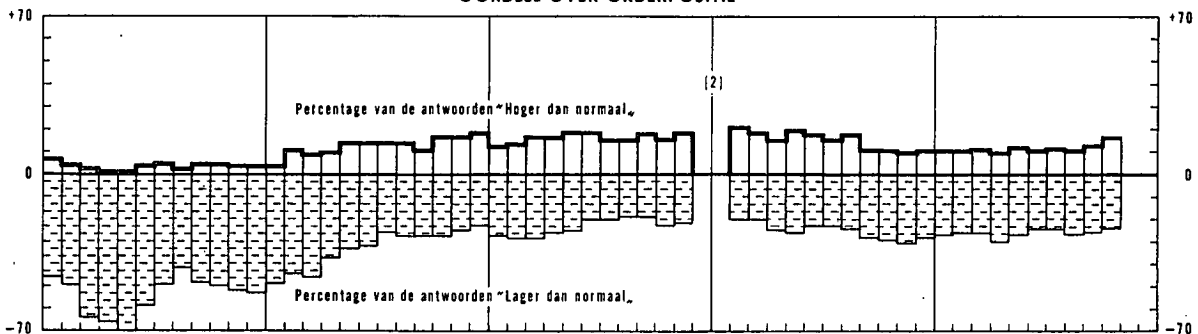 +70 +70
(2)
Percentage van de antwoorden "Hoger dan normaal„
0 0
Percentage van de antwoorden "Lager dan normaal„
-70 -70